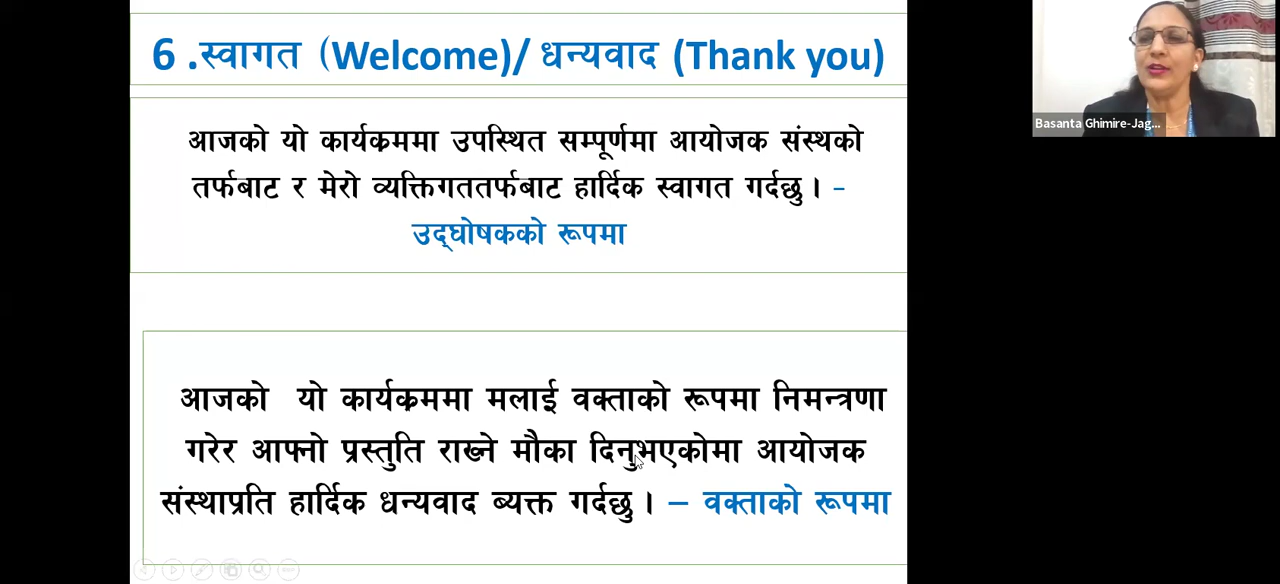 6 .स्वागत (Welcome)/ धन्यवाद (Thank you)
आजको यो कार्यक्रममा उपस्थित सम्पूर्णमा आयोजक संस्थको
तर्फबाट र मेरो व्यक्तिगततर्फबाट हार्दिक स्वागत गर्दछु । -
उद्घोषकको रूपमा
आजको यो कार्यक्रममा मलाई वक्ताको रूपमा निमन्त्रणा
गरेर आफ्नो प्रस्तुति राख्ने मौका दिनुभएकोमा आयोजक
संस्थाप्रति हार्दिक धन्यवाद ब्यक्त गर्दछु । – वक्ताको रूपमा
Basanta Ghimire-Jag...